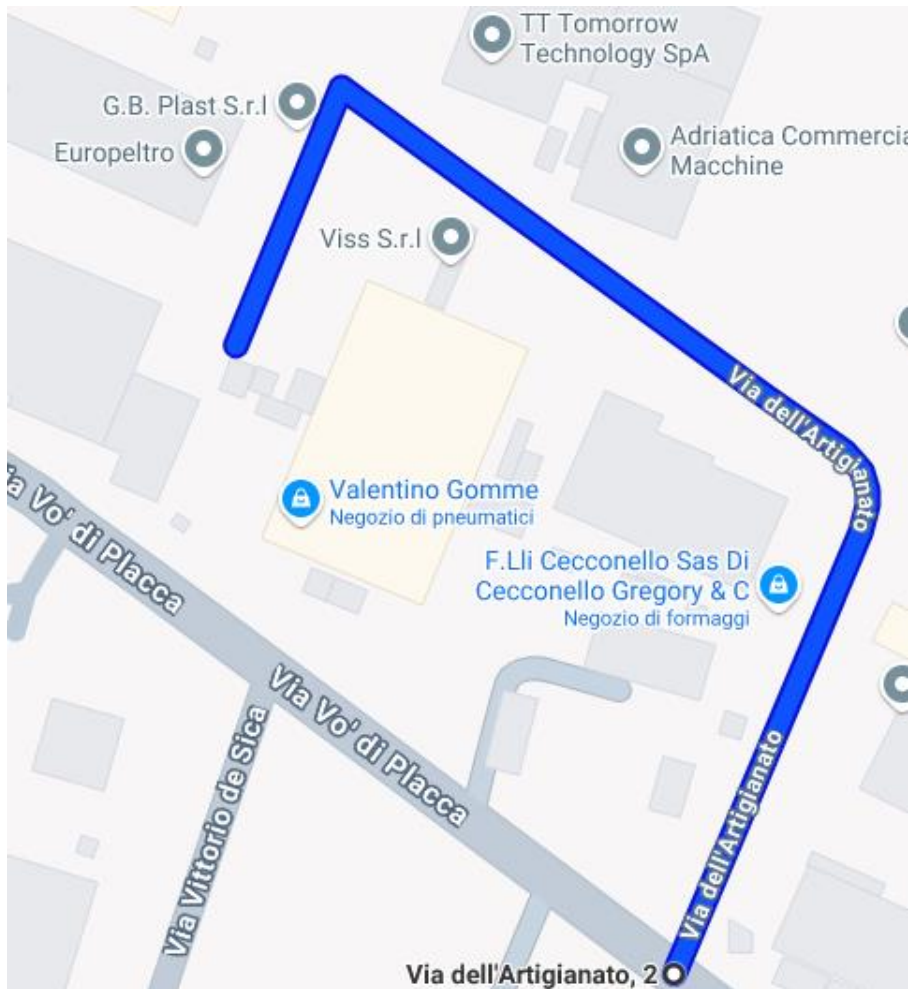 TT Tomorrow
Technology SpA
G.B. Plast S.r.l
Europeltro
Adriatica Commercia
Macchine
Viss S.r.l
Via dell'Artigianato
Valentino Gomme
Negozio di pneumatici
ia Vo' di Placca
F.Lli Cecconello Sas Di
Cecconello Gregory & C
Negozio di formaggi
Via Vo' di Placca
Via Vittorio de Sica
Via dell'Artigianato
Via dell'Artigianato, 2